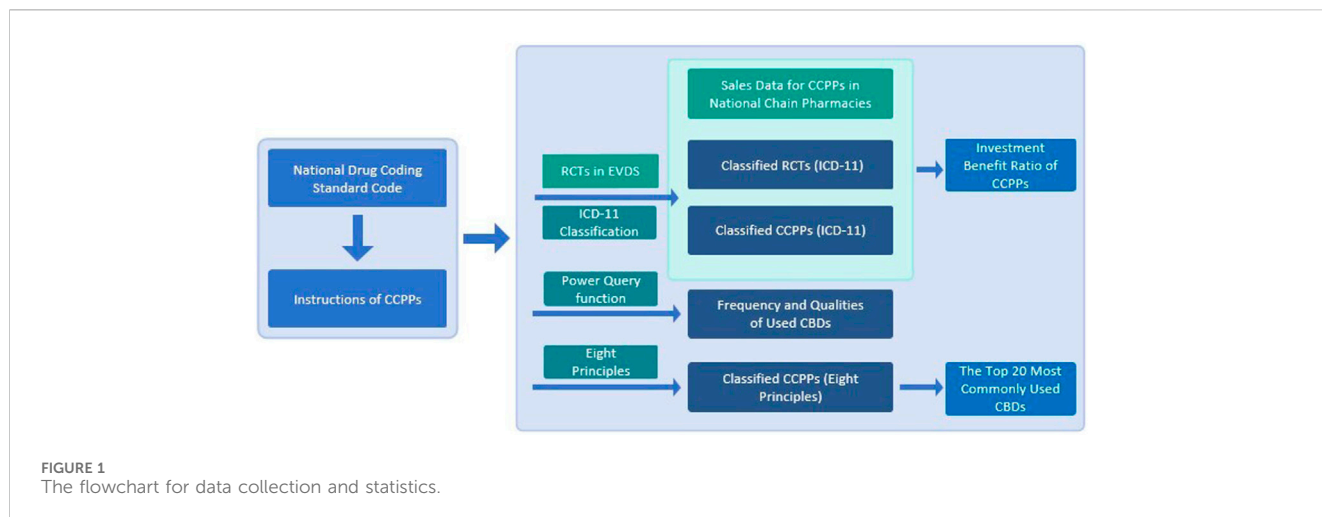 National Drug Coding
Standard Code
Instructions of CCPPs
RCTs in EVDS
ICD-11
Classification
Sales Data for CCPPs in
National Chain Pharmacies
Classified RCTs (ICD-11)
Classified CCPPs (ICD-11)
Investment
Benefit Ratio of
CCPPs
Power Query
function
Frequency and Qualities
of Used CBDs
Eight
Principles
Classified CCPPs (Eight
Principles)
The Top 20 Most
Commonly Used
CBDs
FIGURE 1
The flowchart for data collection and statistics.